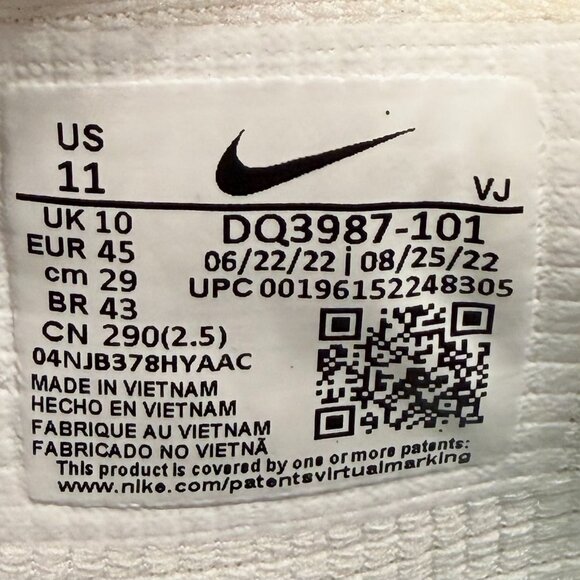 US
11
VJ
UK 10
EUR 45
cm 29
BR 43
CN 290(2.5)
DQ3987-101
06/22/22 | 08/25/22
UPC 00196152248305
04NJB378HYAAC
MADE IN VIETNAM
HECHO EN VIETNAM
FABRIQUE AU VIETNAM
FABRICADO NO VIETNÃ
This product is covered by one or more patents:
www.nike.com/patentsvirtualmarking